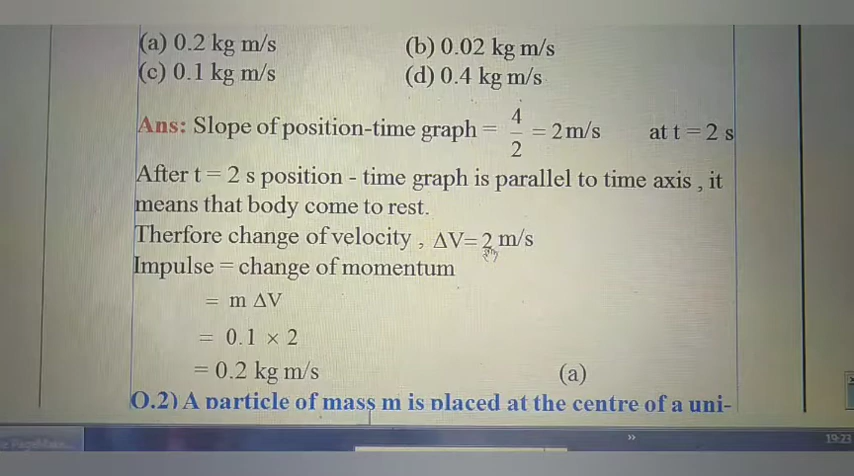 (a) 0.2 kg m/s (b) 0.02 kg m/s
(c) 0.1 kg m/s (d) 0.4 kg m/s
Ans: Slope of position-time graph = 4/2 = 2 m/s at t = 2 s
After t = 2 s position - time graph is parallel to time axis , it
means that body come to rest.
Therfore change of velocity , ΔV= 2 m/s
Impulse = change of momentum
= m ΔV
= 0.1 × 2
= 0.2 kg m/s (a)
Q.2) A particle of mass m is placed at the centre of a uni-
19:23